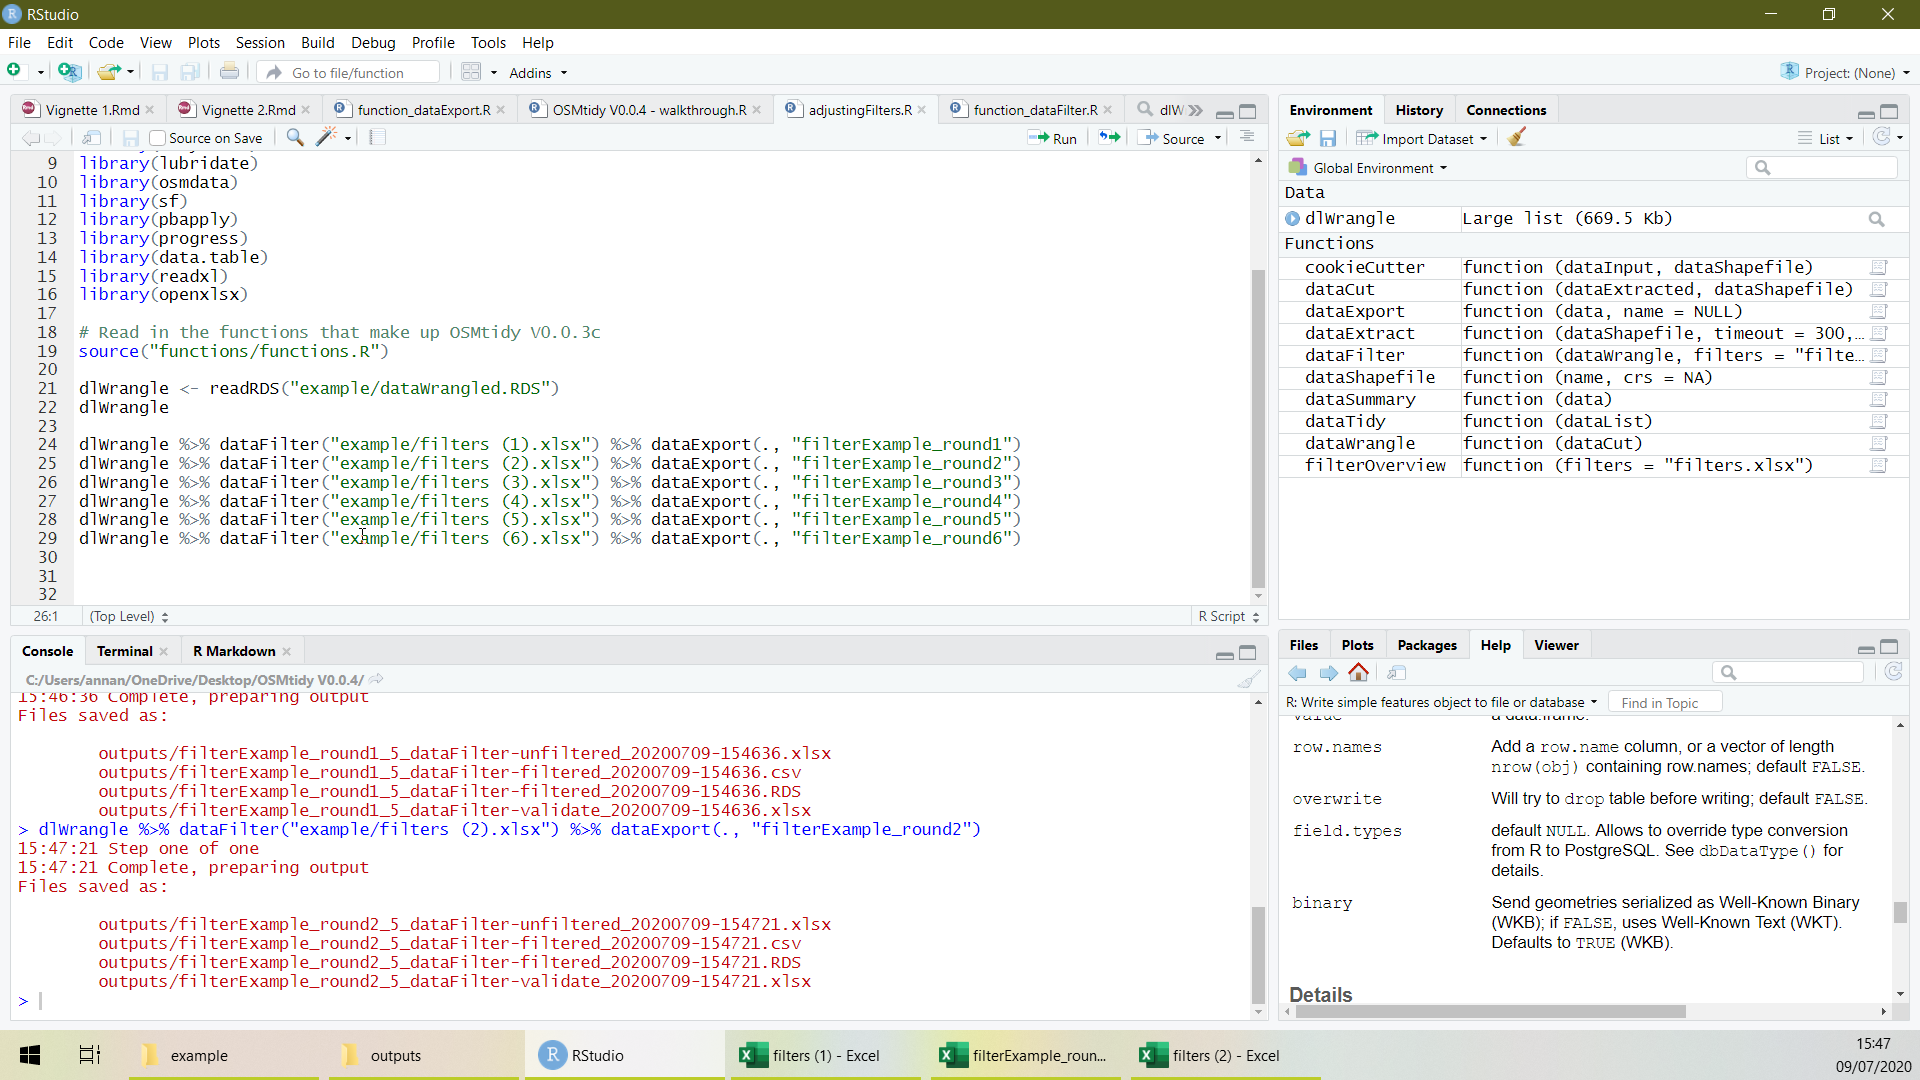 RStudio
File Edit Code View Plots Session Build Debug Profile Tools Help
Go to file/function Addins Project: (None)
Vignette 1.Rmd Vignette 2.Rmd function_dataExport.R OSMtidy V0.0.4 - walkthrough.R adjustingFilters.R function_dataFilter.R dlW
Source on Save Run Source
9 library(lubridate)
10 library(osmdata)
11 library(sf)
12 library(pbapply)
13 library(progress)
14 library(data.table)
15 library(readxl)
16 library(openxlsx)
17
18 # Read in the functions that make up OSMtidy V0.0.3c
19 source("functions/functions.R")
20
21 dlWrangle <- readRDS("example/dataWrangled.RDS")
22 dlWrangle
23
24 dlWrangle %>% dataFilter("example/filters (1).xlsx") %>% dataExport(., "filterExample_round1")
25 dlWrangle %>% dataFilter("example/filters (2).xlsx") %>% dataExport(., "filterExample_round2")
26 dlWrangle %>% dataFilter("example/filters (3).xlsx") %>% dataExport(., "filterExample_round3")
27 dlWrangle %>% dataFilter("example/filters (4).xlsx") %>% dataExport(., "filterExample_round4")
28 dlWrangle %>% dataFilter("example/filters (5).xlsx") %>% dataExport(., "filterExample_round5")
29 dlWrangle %>% dataFilter("example/filters (6).xlsx") %>% dataExport(., "filterExample_round6")
30
31
32
26:1 (Top Level) R Script
Console Terminal R Markdown
C:/Users/annan/OneDrive/Desktop/OSMtidy V0.0.4/
15:46:36 Complete, preparing output
Files saved as:
outputs/filterExample_round1_5_dataFilter-unfiltered_20200709-154636.xlsx
outputs/filterExample_round1_5_dataFilter-filtered_20200709-154636.csv
outputs/filterExample_round1_5_dataFilter-filtered_20200709-154636.RDS
outputs/filterExample_round1_5_dataFilter-validate_20200709-154636.xlsx
> dlWrangle %>% dataFilter("example/filters (2).xlsx") %>% dataExport(., "filterExample_round2")
15:47:21 Step one of one
15:47:21 Complete, preparing output
Files saved as:
outputs/filterExample_round2_5_dataFilter-unfiltered_20200709-154721.xlsx
outputs/filterExample_round2_5_dataFilter-filtered_20200709-154721.csv
outputs/filterExample_round2_5_dataFilter-filtered_20200709-154721.RDS
outputs/filterExample_round2_5_dataFilter-validate_20200709-154721.xlsx
>
Environment History Connections
Import Dataset List
Global Environment
Data
dlWrangle Large list (669.5 Kb)
Functions
cookieCutter function (dataInput, dataShapefile)
dataCut function (dataExtracted, dataShapefile)
dataExport function (data, name = NULL)
dataExtract function (dataShapefile, timeout = 300,…
dataFilter function (dataWrangle, filters = "filte…
dataShapefile function (name, crs = NA)
dataSummary function (data)
dataTidy function (dataList)
dataWrangle function (dataCut)
filterOverview function (filters = "filters.xlsx")
Files Plots Packages Help Viewer
R: Write simple features object to file or database Find in Topic
value a data.frame.
row.names Add a row.name column, or a vector of length
nrow(obj) containing row.names; default FALSE.
overwrite Will try to drop table before writing; default FALSE.
field.types default NULL. Allows to override type conversion
from R to PostgreSQL. See dbDataType() for
details.
binary Send geometries serialized as Well-Known Binary
(WKB); if FALSE, uses Well-Known Text (WKT).
Defaults to TRUE (WKB).
Details
example outputs RStudio filters (1) - Excel filterExample_roun... filters (2) - Excel
15:47
09/07/2020